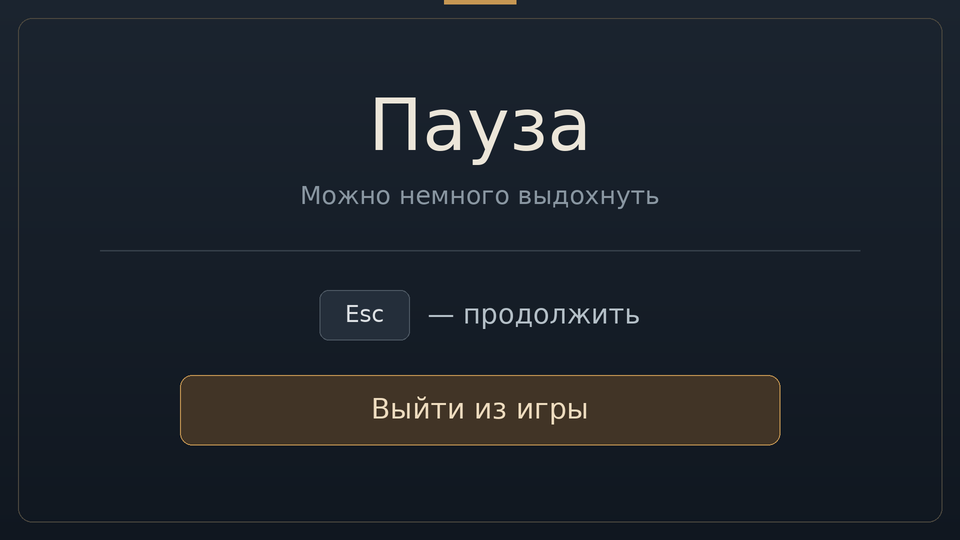 Пауза
Можно немного выдохнуть
Esc — продолжить
Выйти из игры